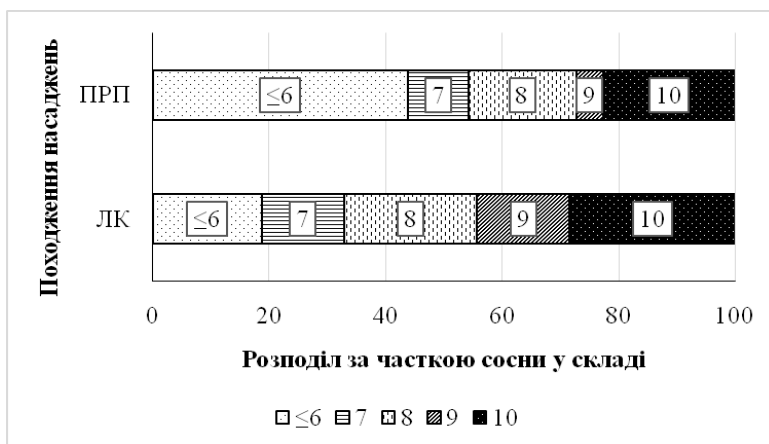 Походження насаджень
ПРП
≤6 7 8 9 10
ЛК
≤6 7 8 9 10
0 20 40 60 80 100
Розподіл за часткою сосни у складі
≤6 7 8 9 10